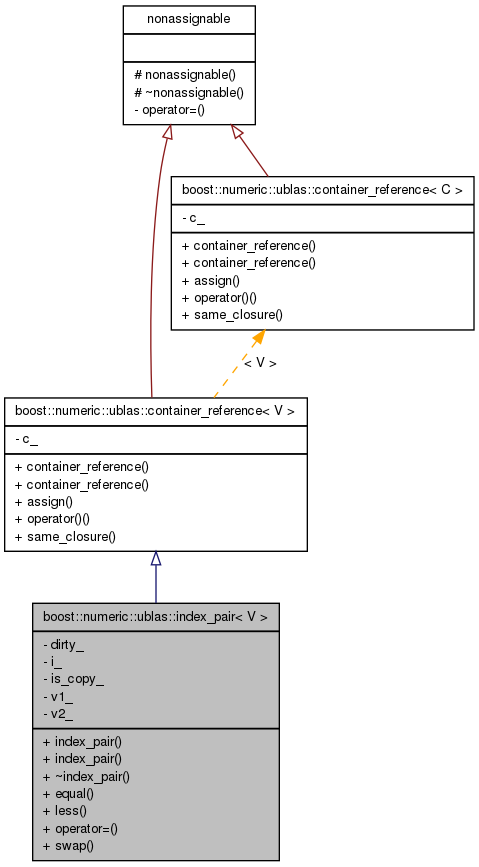 nonassignable
# nonassignable()
# ~nonassignable()
- operator=()
boost::numeric::ublas::container_reference< C >
- c_
+ container_reference()
+ container_reference()
+ assign()
+ operator()()
+ same_closure()
< V >
boost::numeric::ublas::container_reference< V >
- c_
+ container_reference()
+ container_reference()
+ assign()
+ operator()()
+ same_closure()
boost::numeric::ublas::index_pair< V >
- dirty_
- i_
- is_copy_
- v1_
- v2_
+ index_pair()
+ index_pair()
+ ~index_pair()
+ equal()
+ less()
+ operator=()
+ swap()